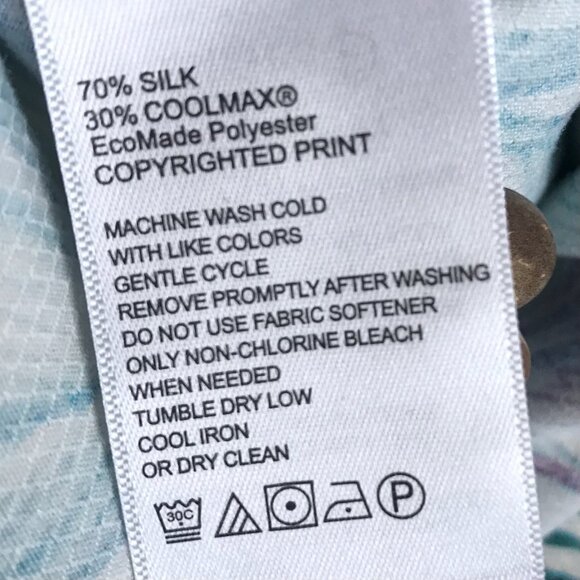 70% SILK
30% COOLMAX®
EcoMade Polyester
COPYRIGHTED PRINT
MACHINE WASH COLD
WITH LIKE COLORS
GENTLE CYCLE
REMOVE PROMPTLY AFTER WASHING
DO NOT USE FABRIC SOFTENER
ONLY NON-CHLORINE BLEACH
WHEN NEEDED
TUMBLE DRY LOW
COOL IRON
OR DRY CLEAN
30C P